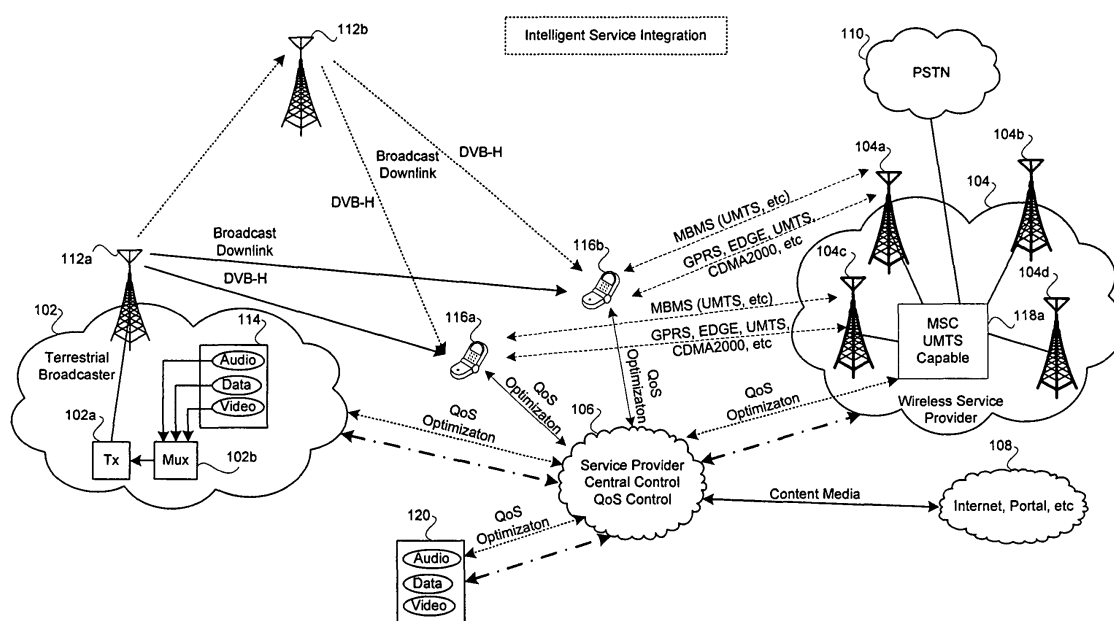 112b
Intelligent Service Integration
110
PSTN
104a
104b
104
Broadcast
Downlink
DVB-H
DVB-H
MBMS (UMTS, etc)
GPRS, EDGE, UMTS,
CDMA2000, etc
112a
Broadcast
Downlink
DVB-H
116b
104c
104d
MBMS (UMTS, etc)
GPRS, EDGE, UMTS,
CDMA2000, etc
MSC
UMTS
Capable
118a
102
114
116a
Terrestrial
Broadcaster
Audio
Data
Video
102a
Tx
Mux
102b
QoS
Optimizaton
QoS
Optimizaton
QoS
Optimizaton
QoS
Optimizaton
Wireless Service
Provider
106
Service Provider
Central Control
QoS Control
108
Content Media
Internet, Portal, etc
120
QoS
Optimizaton
Audio
Data
Video